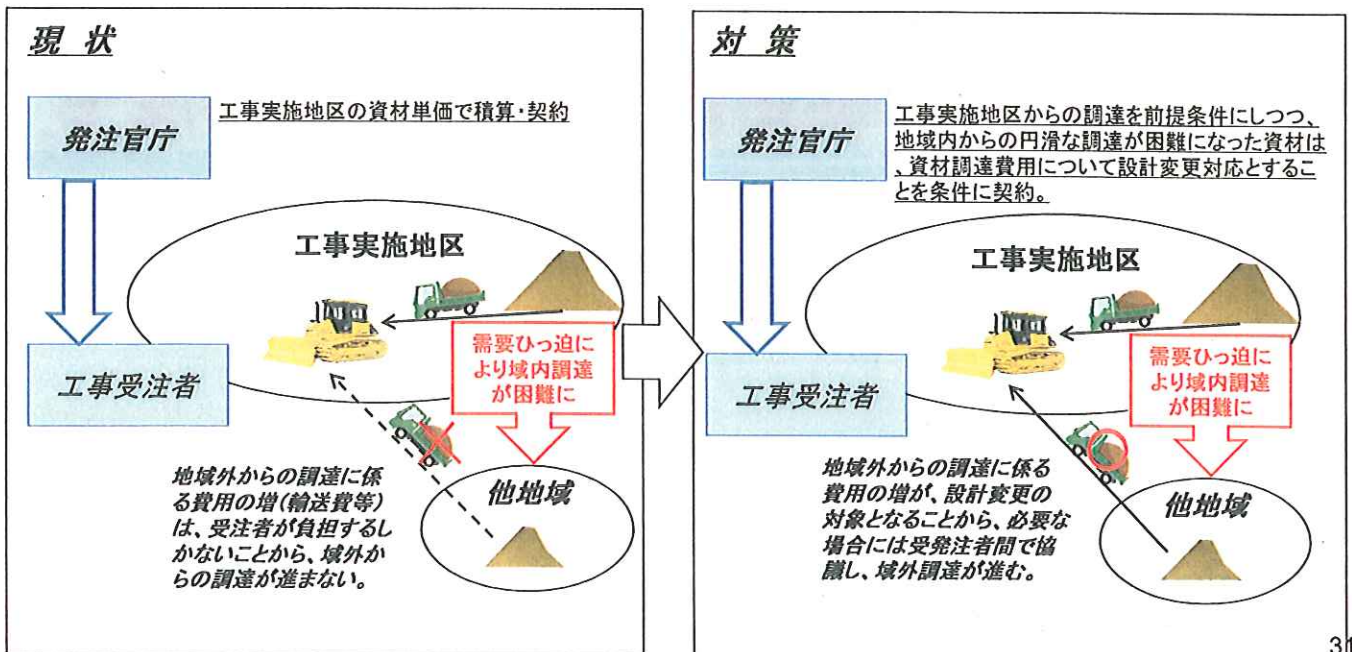 現 状
発注官庁
工事実施地区の資材単価で積算・契約
工事実施地区
工事受注者
需要ひっ迫に
より域内調達
が困難に
地域外からの調達に係
る費用の増(輸送費等)
は、受注者が負担するし
かないことから、域外か
らの調達が進まない。
他地域
対 策
発注官庁
工事実施地区からの調達を前提条件にしつつ、
地域内からの円滑な調達が困難になった資材は
、資材調達費用について設計変更対応とするこ
とを条件に契約。
工事実施地区
工事受注者
需要ひっ迫に
より域内調達
が困難に
地域外からの調達に係る
費用の増が、設計変更の
対象となることから、必要な
場合には受発注者間で協
議し、域外調達が進む。
他地域
31